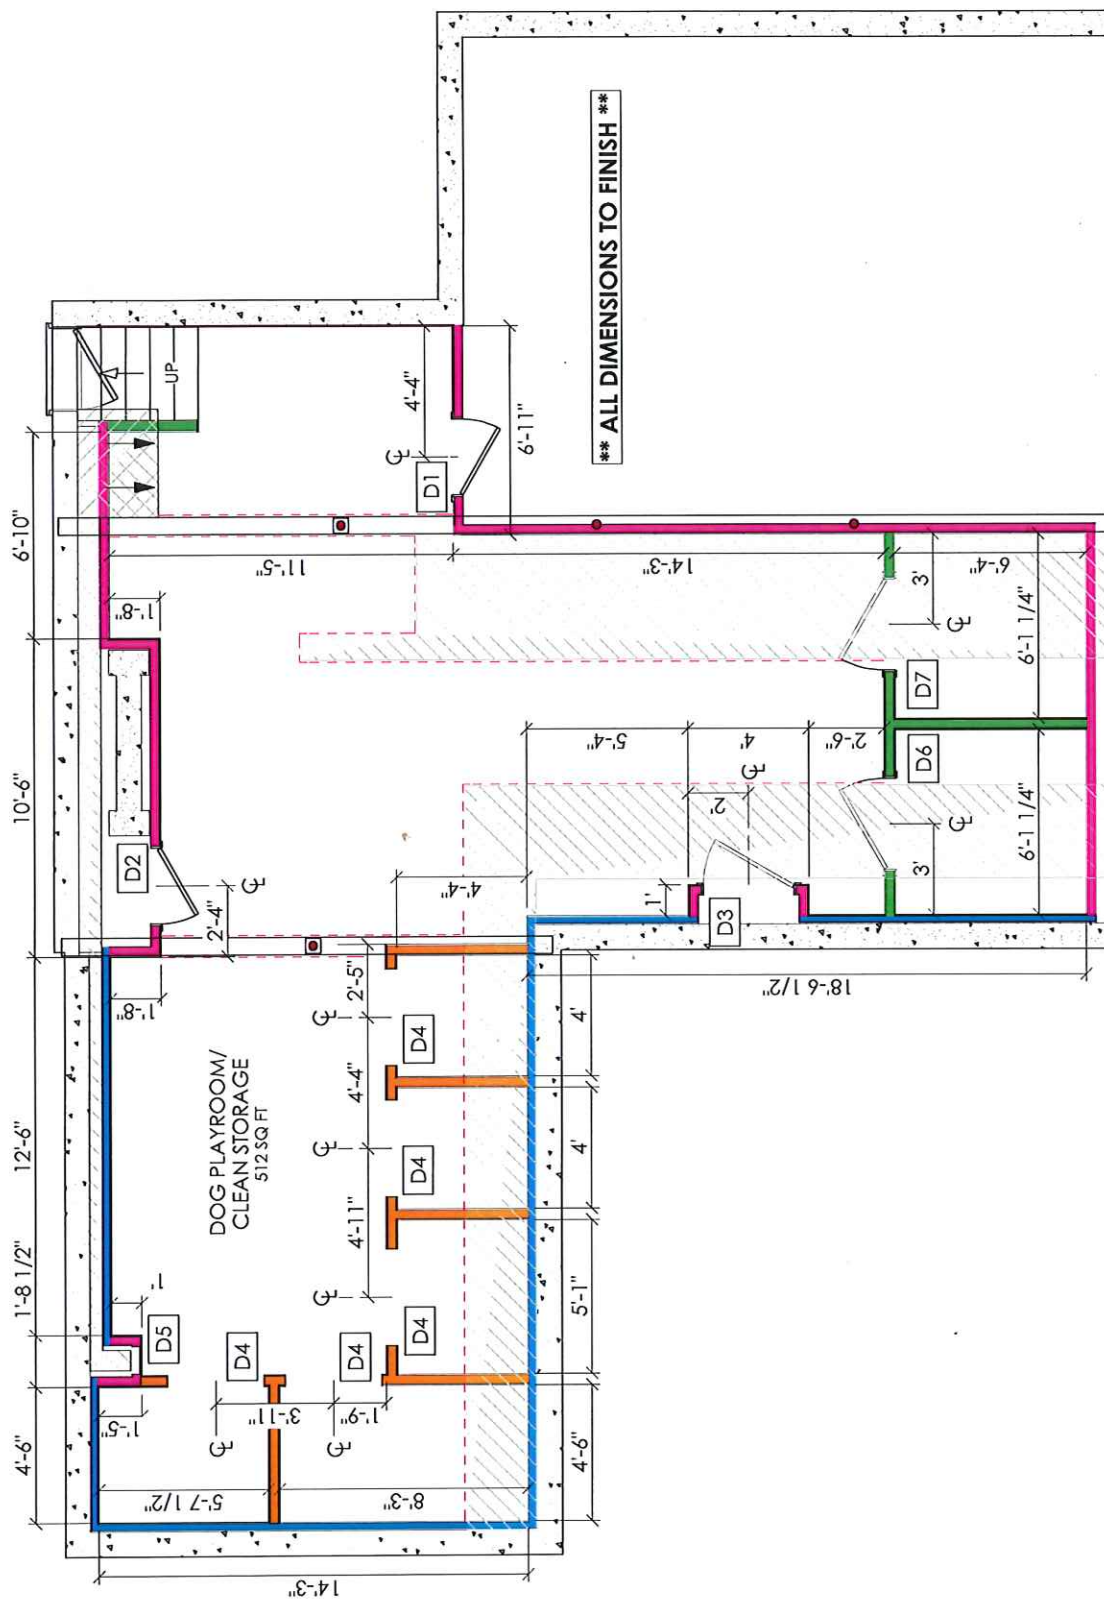 6'-10"
10'-6"
12'-6"
1'-8 1/2"
4'-6"
UP
4'-4"
D1
6'-11"
** ALL DIMENSIONS TO FINISH **
11'-5"
1'-8"
14'-3"
6'-4"
3'
6'-1 1/4"
D7
D2
2'-4"
5'-4"
4'
2'-6"
2'
D6
6'-1 1/4"
3'
4'-4"
1'
D3
18'-6 1/2"
1'-8"
2'-5"
4'
DOG PLAYROOM/
CLEAN STORAGE
512 SQ FT
D4
4'-4"
4'
D4
4'-11"
5'-1"
1'
D5
D4
D4
D4
1'-5"
3'-11"
1'-9"
5'-7 1/2"
8'-3"
4'-6"
14'-3"